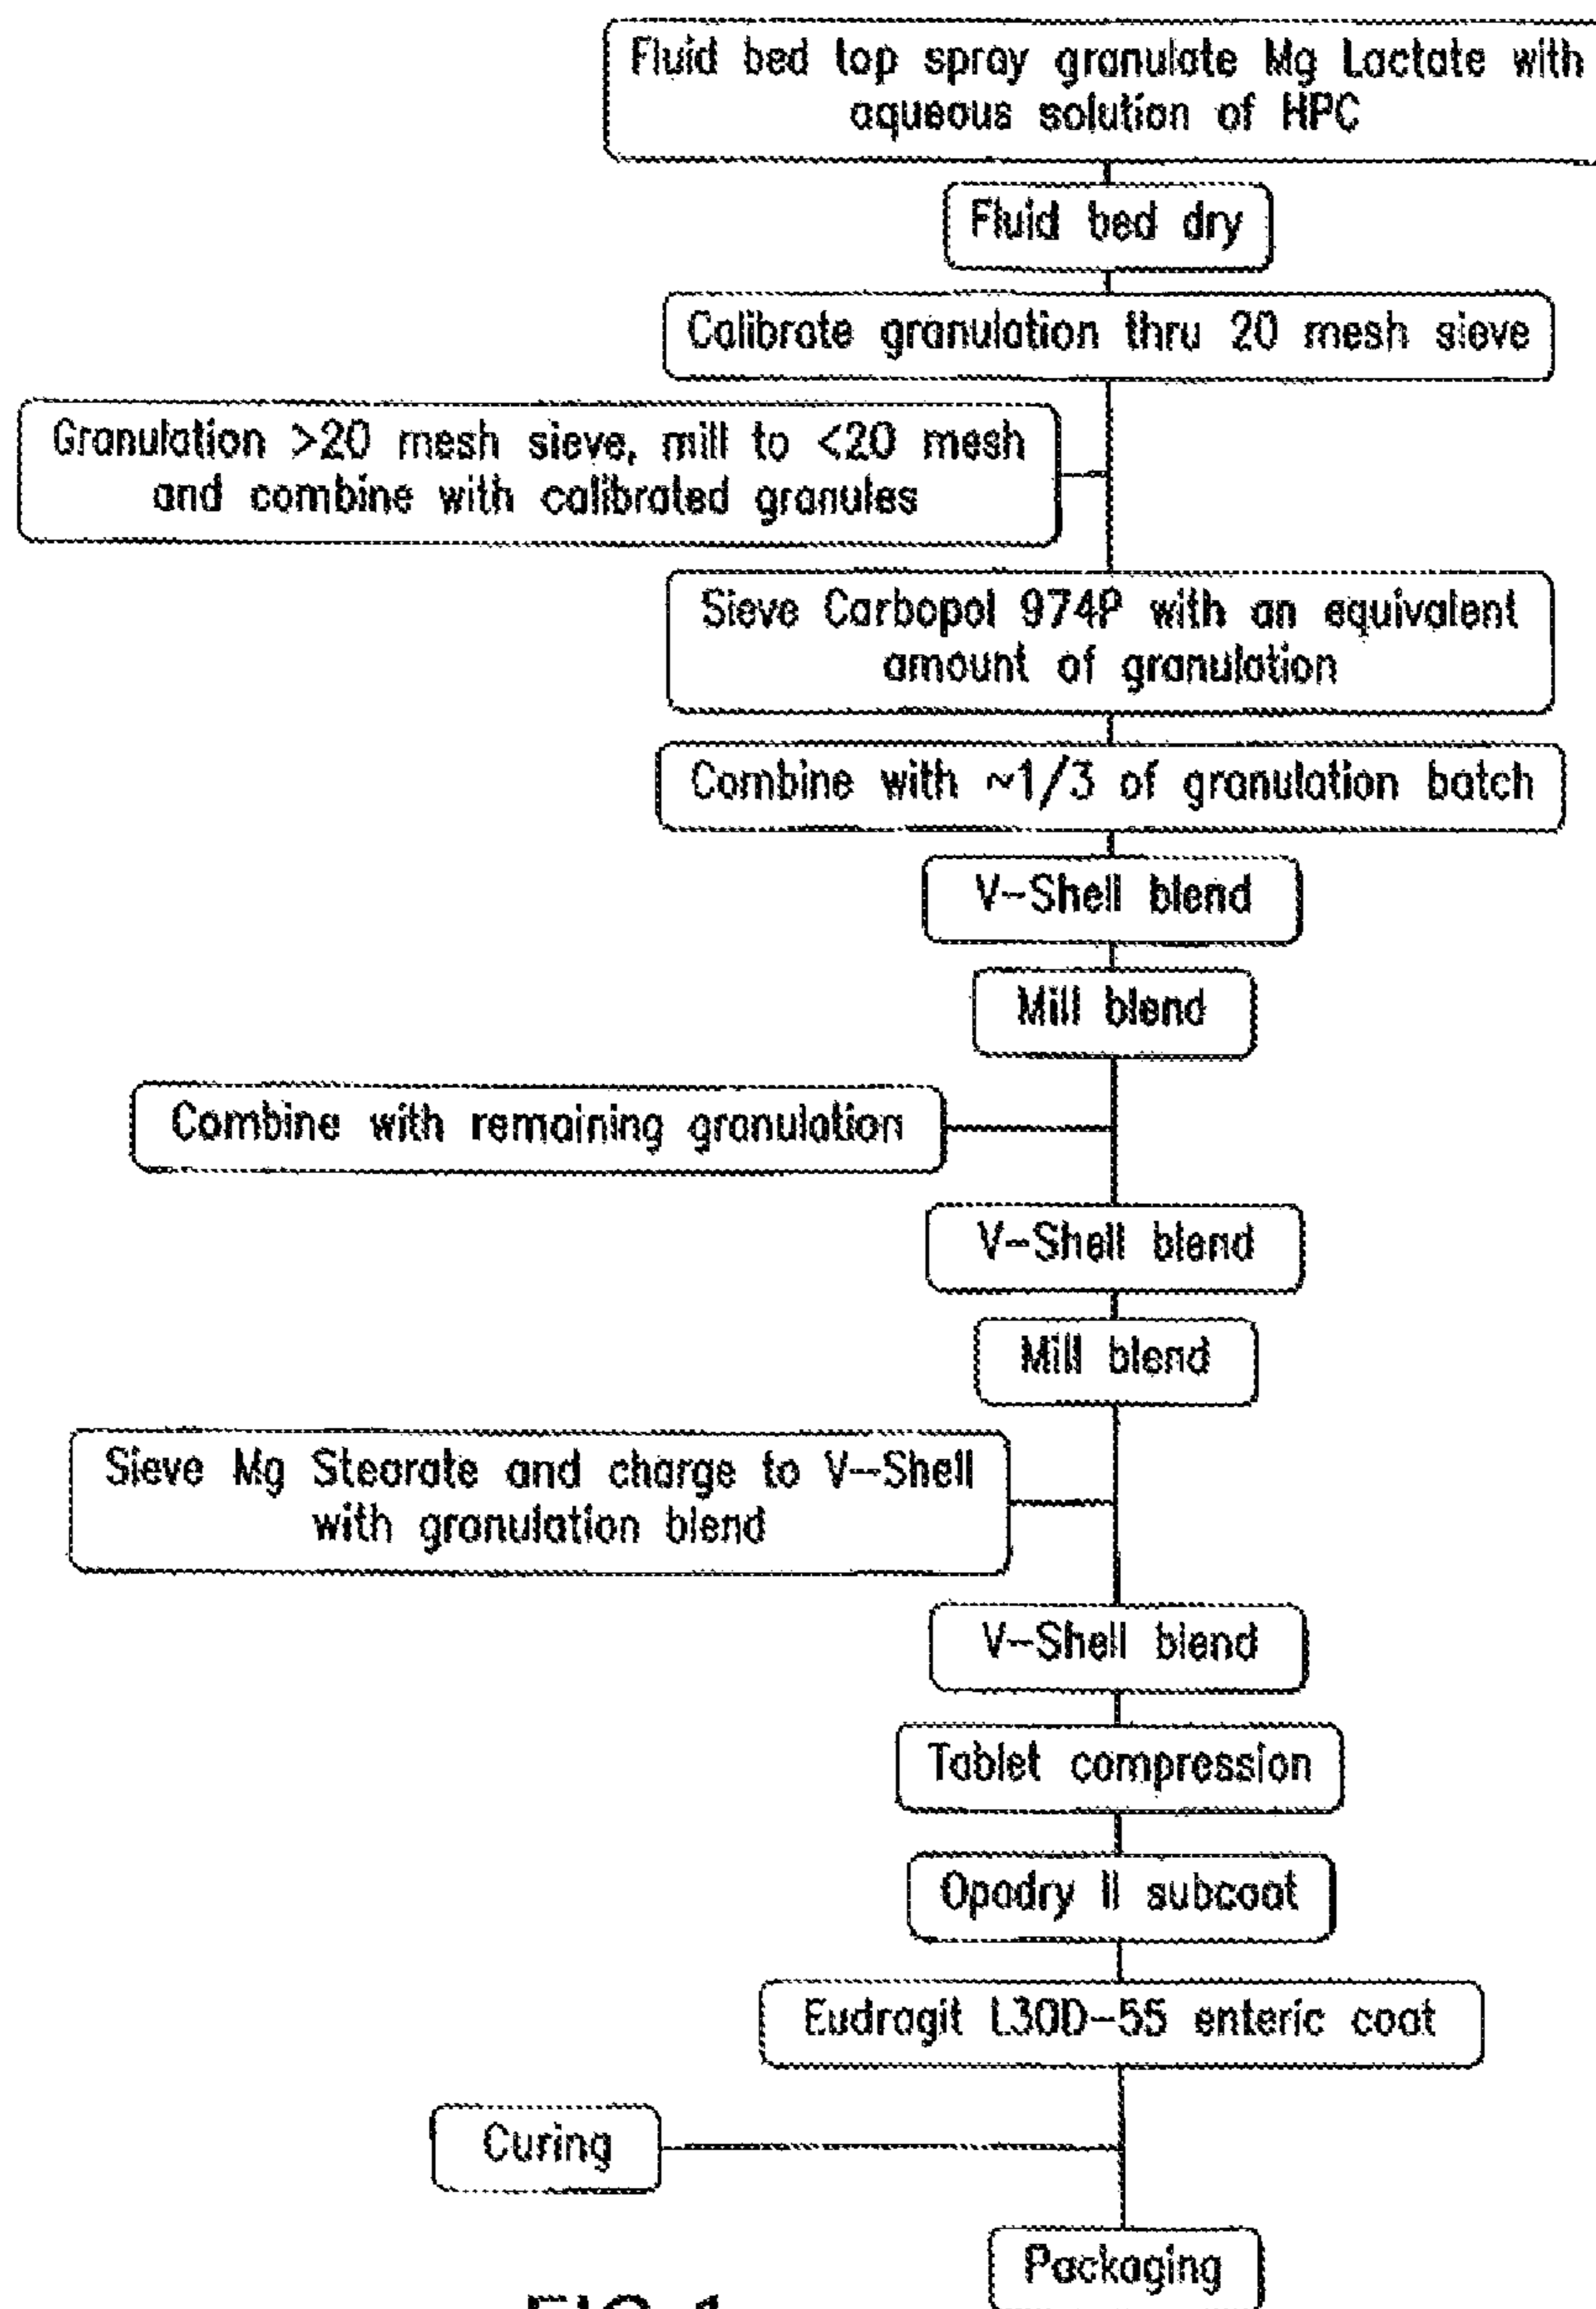 Fluid bed top spray granulate Mg Lactate with
aqueous solution of HPC
Fluid bed dry
Calibrate granulation thru 20 mesh sieve
Granulation >20 mesh sieve, mill to <20 mesh
and combine with calibrated granules
Sieve Carbopol 974P with an equivalent
amount of granulation
Combine with ~1/3 of granulation batch
V-Shell blend
Mill blend
Combine with remaining granulation
V-Shell blend
Mill blend
Sieve Mg Stearate and charge to V-Shell
with granulation blend
V-Shell blend
Tablet compression
Opadry II subcoat
Eudragit L30D-55 enteric coat
Curing
Packaging
FIG.1